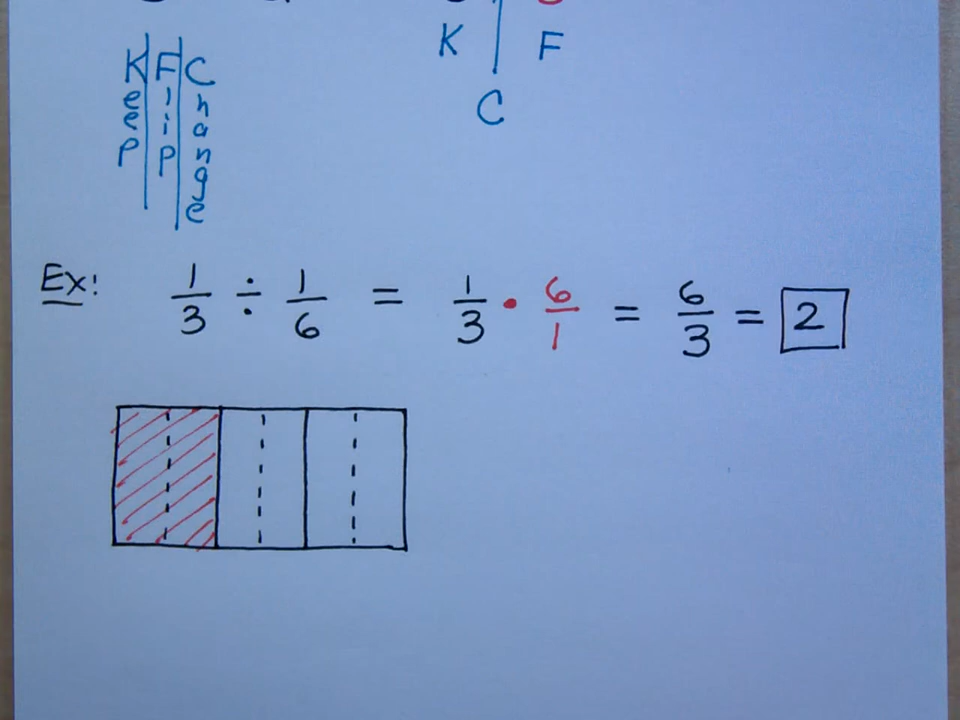 K F
C
K F C
Keep
Flip
Change
Ex: 1/3 ÷ 1/6 = 1/3 • 6/1 = 6/3 = 2